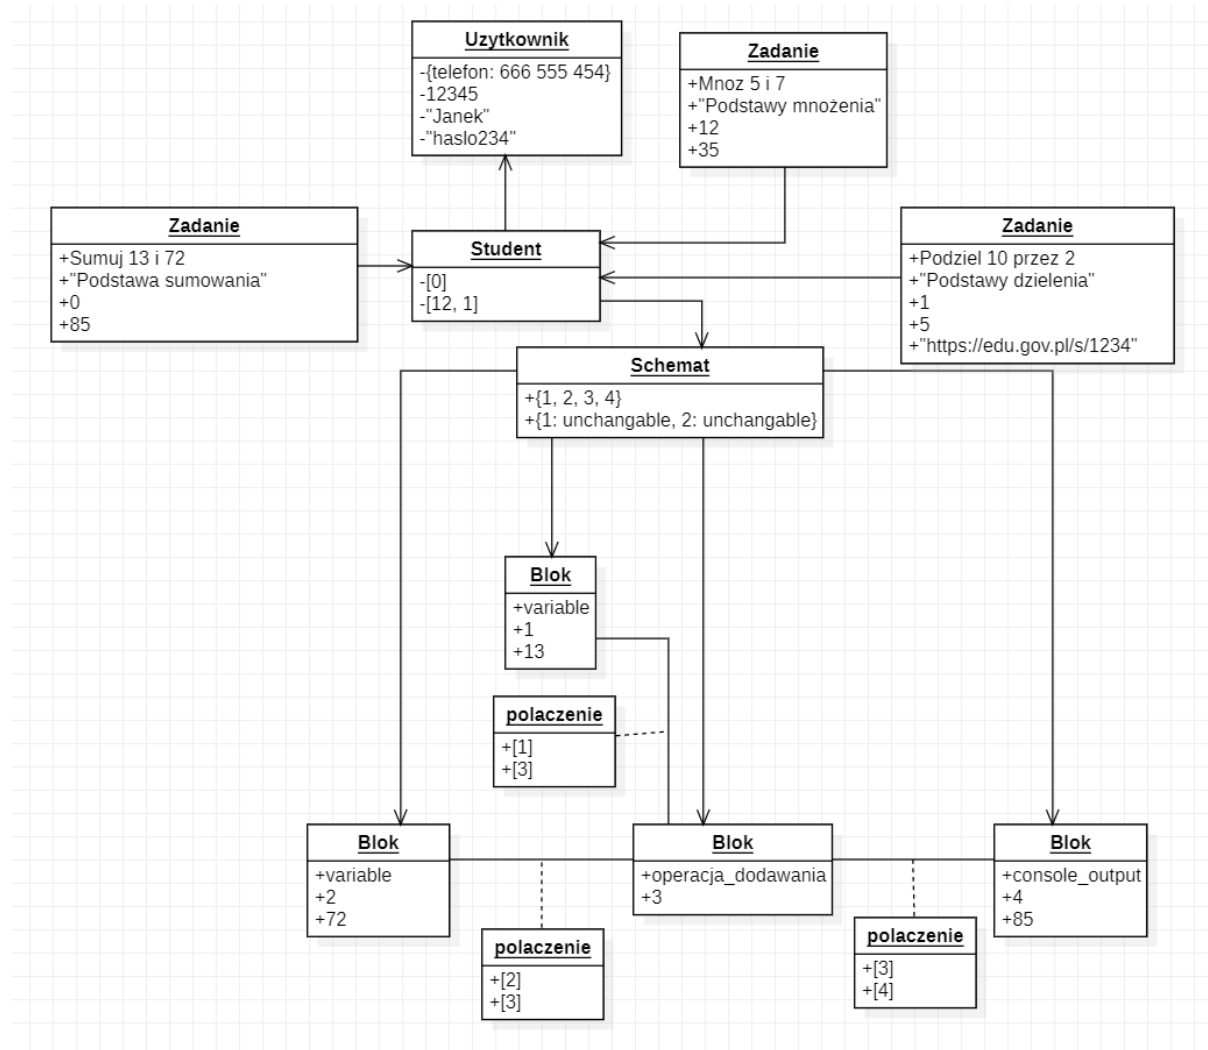 Uzytkownik
-{telefon: 666 555 454}
-12345
-"Janek"
-"haslo234"
Zadanie
+Mnoz 5 i 7
+"Podstawy mnożenia"
+12
+35
Zadanie
+Sumuj 13 i 72
+"Podstawa sumowania"
+0
+85
Student
-[0]
-[12, 1]
Zadanie
+Podziel 10 przez 2
+"Podstawy dzielenia"
+1
+5
+"https://edu.gov.pl/s/1234"
Schemat
+{1, 2, 3, 4}
+{1: unchangable, 2: unchangable}
Blok
+variable
+1
+13
polaczenie
+[1]
+[3]
Blok
+variable
+2
+72
Blok
+operacja_dodawania
+3
Blok
+console_output
+4
+85
polaczenie
+[2]
+[3]
polaczenie
+[3]
+[4]